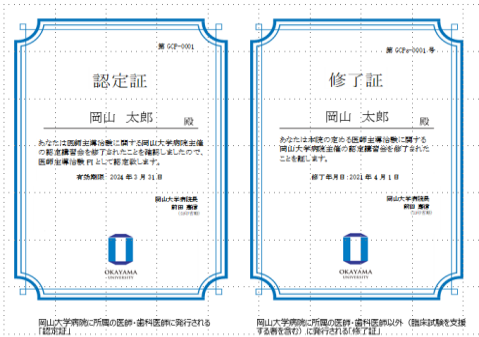 第 GCP-0001
認定証
岡山 太郎 殿
あなたは医師主導治験に関する岡山大学病院主催
の認定講習会を修了されたことを確認しましたので、
医師主導治験 PI として認定致します。
有効期限 2024 年 3 月 31 日
岡山大学病院長
前田 嘉信
OKAYAMA
UNIVERSITY
岡山大学病院に所属の医師・歯科医師に発行される
「認定証」
第 GCPs-0001 号
修了証
岡山 太郎 殿
あなたは本院の定める医師主導治験に関する
岡山大学病院主催の認定講習会を修了された
ことを証します。
修了年月日：2021 年 4 月 1 日
岡山大学病院長
前田 嘉信
OKAYAMA
UNIVERSITY
岡山大学病院に所属の医師・歯科医師以外（臨床試験を支援
する者を含む）に発行される「修了証」